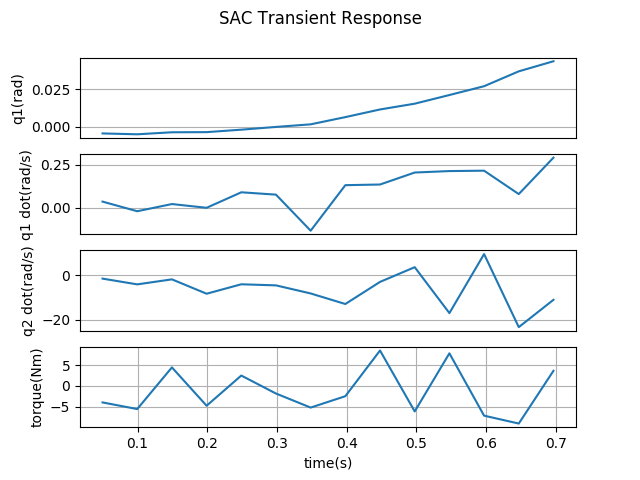 SAC Transient Response
q1(rad)
0.025
0.000
q1 dot(rad/s)
0.25
0.00
q2 dot(rad/s)
0
−20
torque(Nm)
5
0
−5
0.1 0.2 0.3 0.4 0.5 0.6 0.7
time(s)